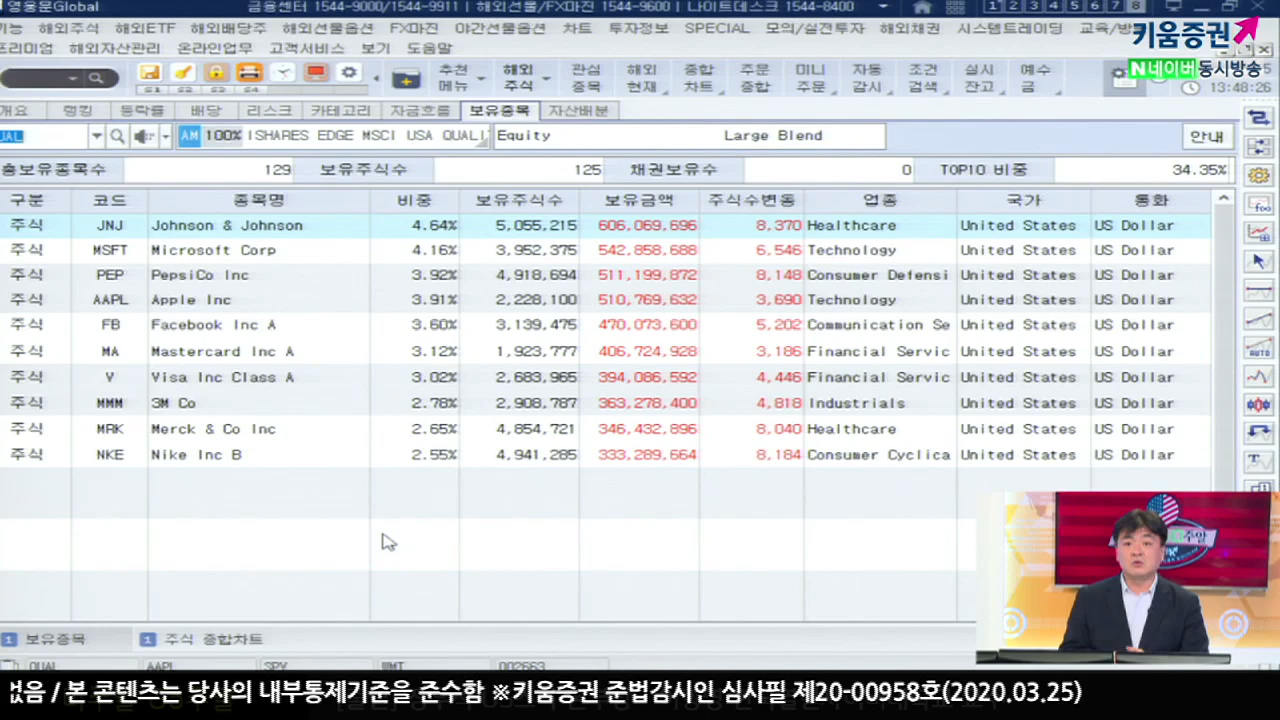 영웅문Global 금융센터 1544-9000/1544-9911 | 해외선물/FX마진 1544-9600 | 나이트데스크 1544-8400 1 2 3 4 5 6 7 8
기능 해외주식 해외ETF 해외배당주 해외선물옵션 FX마진 야간선물옵션 차트 투자정보 SPECIAL 모의/실전투자 해외채권 시스템트레이딩
프리미엄 해외자산관리 온라인업무 고객서비스 보기 도움말
키움증권
N 네이버 동시방송
추천메뉴 해외주식 관심종목 해외현재 종합차트 주문종합 미니주문 자동감시 조건검색 실시잔고 예수금
13:48:26
개요 랭킹 등락률 배당 리스크 카테고리 자금흐름 보유종목 자산배분
AM 100% ISHARES EDGE MSCI USA QUALI Equity Large Blend 안내
총보유종목수 129 보유주식수 125 채권보유수 0 TOP10 비중 34.35%
구분 코드 종목명 비중 보유주식수 보유금액 주식수변동 업종 국가 통화
주식 JNJ Johnson & Johnson 4.64% 5,055,215 606,069,696 8,370 Healthcare United States US Dollar
주식 MSFT Microsoft Corp 4.16% 3,952,375 542,858,688 6,546 Technology United States US Dollar
주식 PEP PepsiCo Inc 3.92% 4,918,694 511,199,872 8,148 Consumer Defensi United States US Dollar
주식 AAPL Apple Inc 3.91% 2,228,100 510,769,632 3,690 Technology United States US Dollar
주식 FB Facebook Inc A 3.60% 3,139,475 470,073,600 5,202 Communication Se United States US Dollar
주식 MA Mastercard Inc A 3.12% 1,923,777 406,724,928 3,186 Financial Servic United States US Dollar
주식 V Visa Inc Class A 3.02% 2,683,965 394,086,592 4,446 Financial Servic United States US Dollar
주식 MMM 3M Co 2.78% 2,908,787 363,278,400 4,818 Industrials United States US Dollar
주식 MRK Merck & Co Inc 2.65% 4,854,721 346,432,896 8,040 Healthcare United States US Dollar
주식 NKE Nike Inc B 2.55% 4,941,285 333,289,664 8,184 Consumer Cyclica United States US Dollar
1 보유종목 1 주식 종합차트
QUAL AAPL SPY WMT 002663
없음 / 본 콘텐츠는 당사의 내부통제기준을 준수함 ※키움증권 준법감시인 심사필 제20-00958호(2020.03.25)